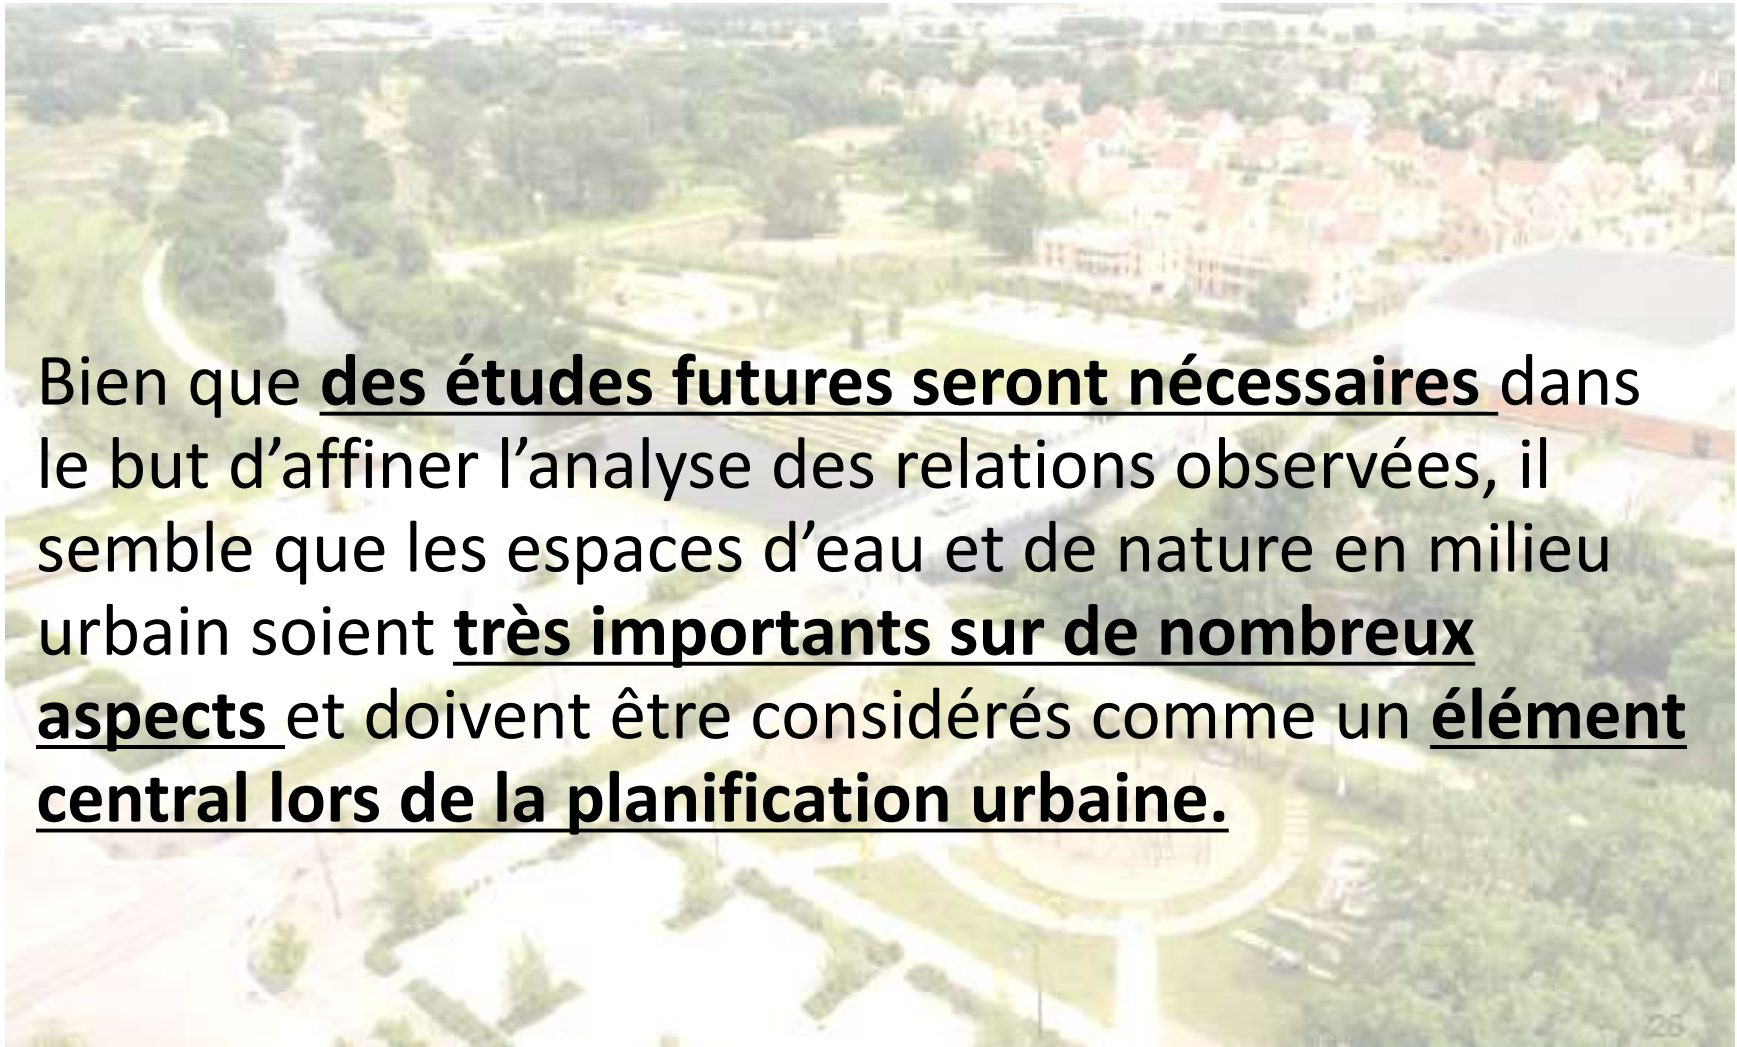 Bien que des études futures seront nécessaires dans
le but d’affiner l’analyse des relations observées, il
semble que les espaces d’eau et de nature en milieu
urbain soient très importants sur de nombreux
aspects et doivent être considérés comme un élément
central lors de la planification urbaine.
26